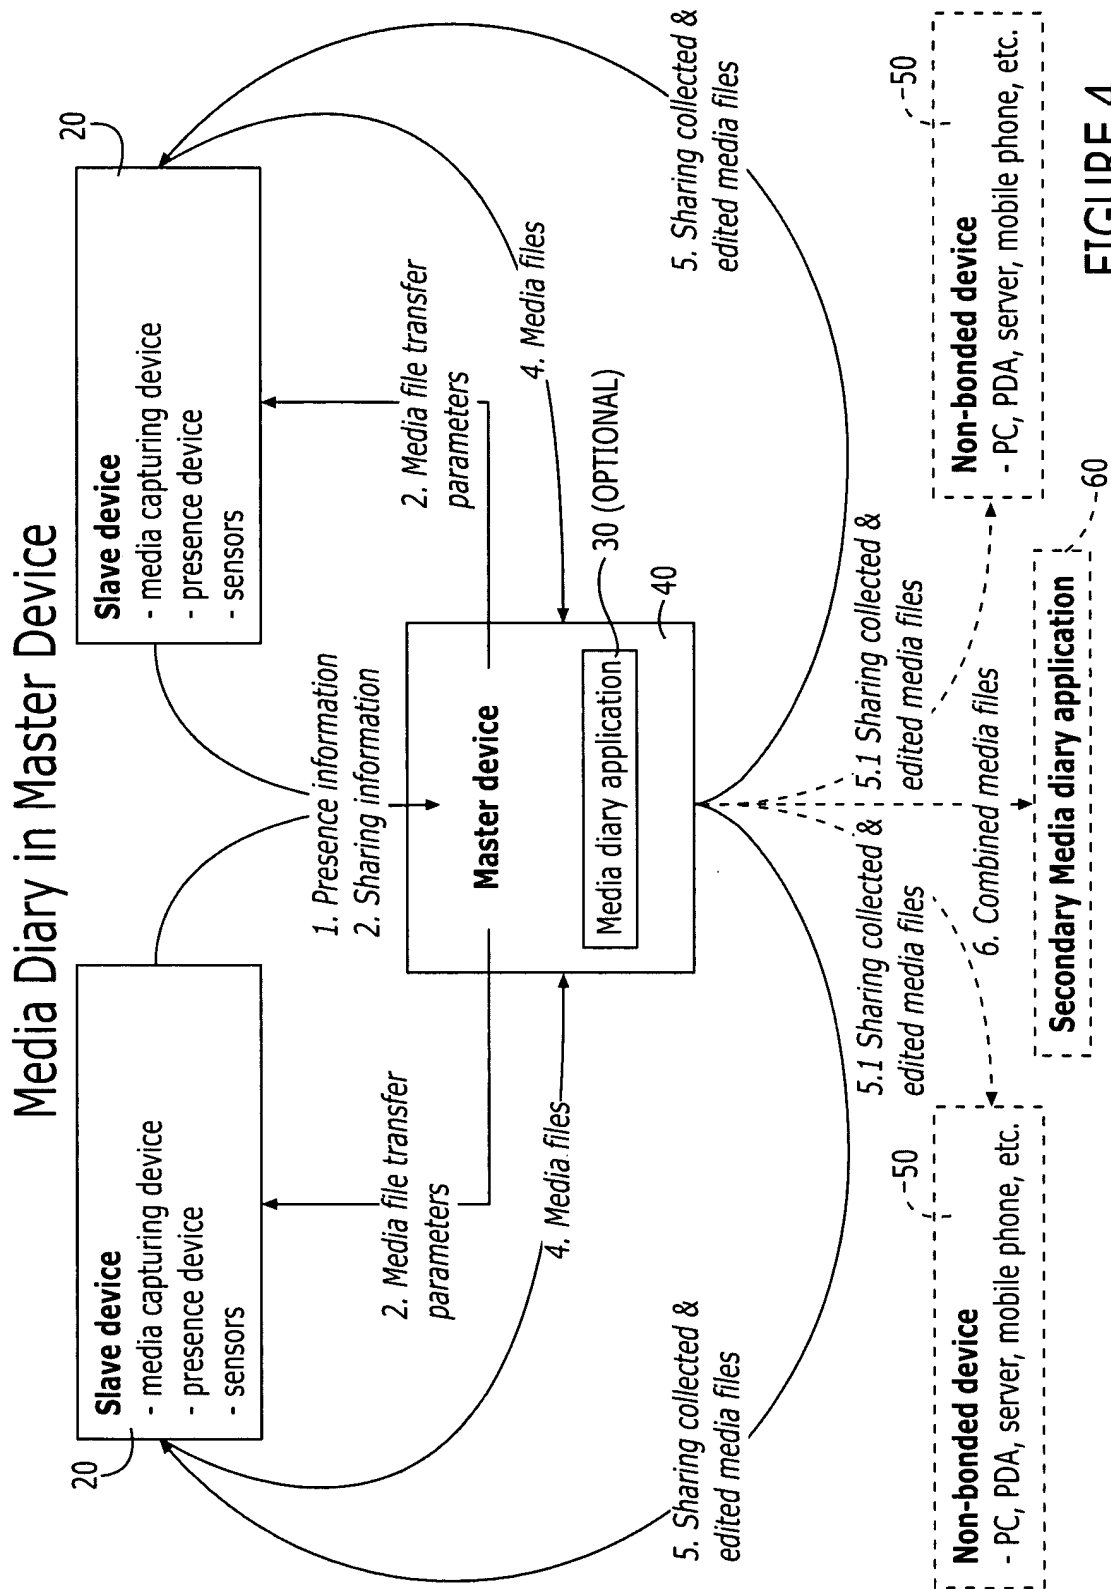 Media Diary in Master Device
20
Slave device
- media capturing device
- presence device
- sensors
20
Slave device
- media capturing device
- presence device
- sensors
1. Presence information
2. Sharing information
2. Media file transfer
parameters
2. Media file transfer
parameters
4. Media files
4. Media files
Master device
Media diary application
30 (OPTIONAL)
40
5. Sharing collected &
edited media files
5. Sharing collected &
edited media files
5.1 Sharing collected &
edited media files
5.1 Sharing collected &
edited media files
6. Combined media files
50
Non-bonded device
- PC, PDA, server, mobile phone, etc.
Secondary Media diary application
60
50
Non-bonded device
- PC, PDA, server, mobile phone, etc.
FIGURE 4